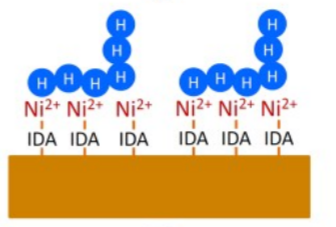 H H
H H
H H H H H H H H
Ni²⁺ Ni²⁺ Ni²⁺ Ni²⁺ Ni²⁺ Ni²⁺
IDA IDA IDA IDA IDA IDA